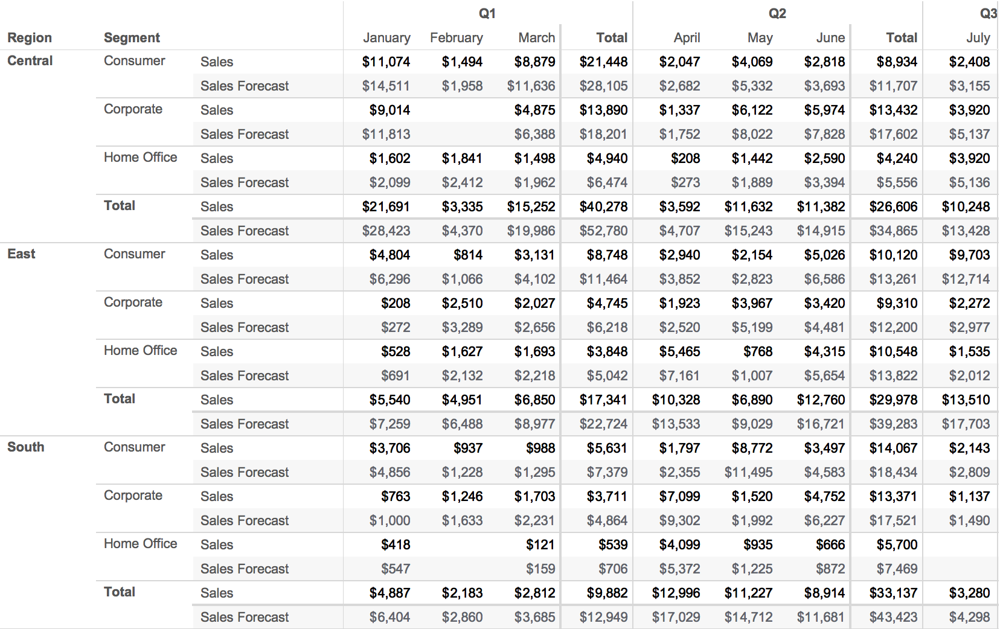 Q1 Q2 Q3
Region Segment January February March Total April May June Total July
Central Consumer Sales $11,074 $1,494 $8,879 $21,448 $2,047 $4,069 $2,818 $8,934 $2,408
Sales Forecast $14,511 $1,958 $11,636 $28,105 $2,682 $5,332 $3,693 $11,707 $3,155
Corporate Sales $9,014 $4,875 $13,890 $1,337 $6,122 $5,974 $13,432 $3,920
Sales Forecast $11,813 $6,388 $18,201 $1,752 $8,022 $7,828 $17,602 $5,137
Home Office Sales $1,602 $1,841 $1,498 $4,940 $208 $1,442 $2,590 $4,240 $3,920
Sales Forecast $2,099 $2,412 $1,962 $6,474 $273 $1,889 $3,394 $5,556 $5,136
Total Sales $21,691 $3,335 $15,252 $40,278 $3,592 $11,632 $11,382 $26,606 $10,248
Sales Forecast $28,423 $4,370 $19,986 $52,780 $4,707 $15,243 $14,915 $34,865 $13,428
East Consumer Sales $4,804 $814 $3,131 $8,748 $2,940 $2,154 $5,026 $10,120 $9,703
Sales Forecast $6,296 $1,066 $4,102 $11,464 $3,852 $2,823 $6,586 $13,261 $12,714
Corporate Sales $208 $2,510 $2,027 $4,745 $1,923 $3,967 $3,420 $9,310 $2,272
Sales Forecast $272 $3,289 $2,656 $6,218 $2,520 $5,199 $4,481 $12,200 $2,977
Home Office Sales $528 $1,627 $1,693 $3,848 $5,465 $768 $4,315 $10,548 $1,535
Sales Forecast $691 $2,132 $2,218 $5,042 $7,161 $1,007 $5,654 $13,822 $2,012
Total Sales $5,540 $4,951 $6,850 $17,341 $10,328 $6,890 $12,760 $29,978 $13,510
Sales Forecast $7,259 $6,488 $8,977 $22,724 $13,533 $9,029 $16,721 $39,283 $17,703
South Consumer Sales $3,706 $937 $988 $5,631 $1,797 $8,772 $3,497 $14,067 $2,143
Sales Forecast $4,856 $1,228 $1,295 $7,379 $2,355 $11,495 $4,583 $18,434 $2,809
Corporate Sales $763 $1,246 $1,703 $3,711 $7,099 $1,520 $4,752 $13,371 $1,137
Sales Forecast $1,000 $1,633 $2,231 $4,864 $9,302 $1,992 $6,227 $17,521 $1,490
Home Office Sales $418 $121 $539 $4,099 $935 $666 $5,700
Sales Forecast $547 $159 $706 $5,372 $1,225 $872 $7,469
Total Sales $4,887 $2,183 $2,812 $9,882 $12,996 $11,227 $8,914 $33,137 $3,280
Sales Forecast $6,404 $2,860 $3,685 $12,949 $17,029 $14,712 $11,681 $43,423 $4,298